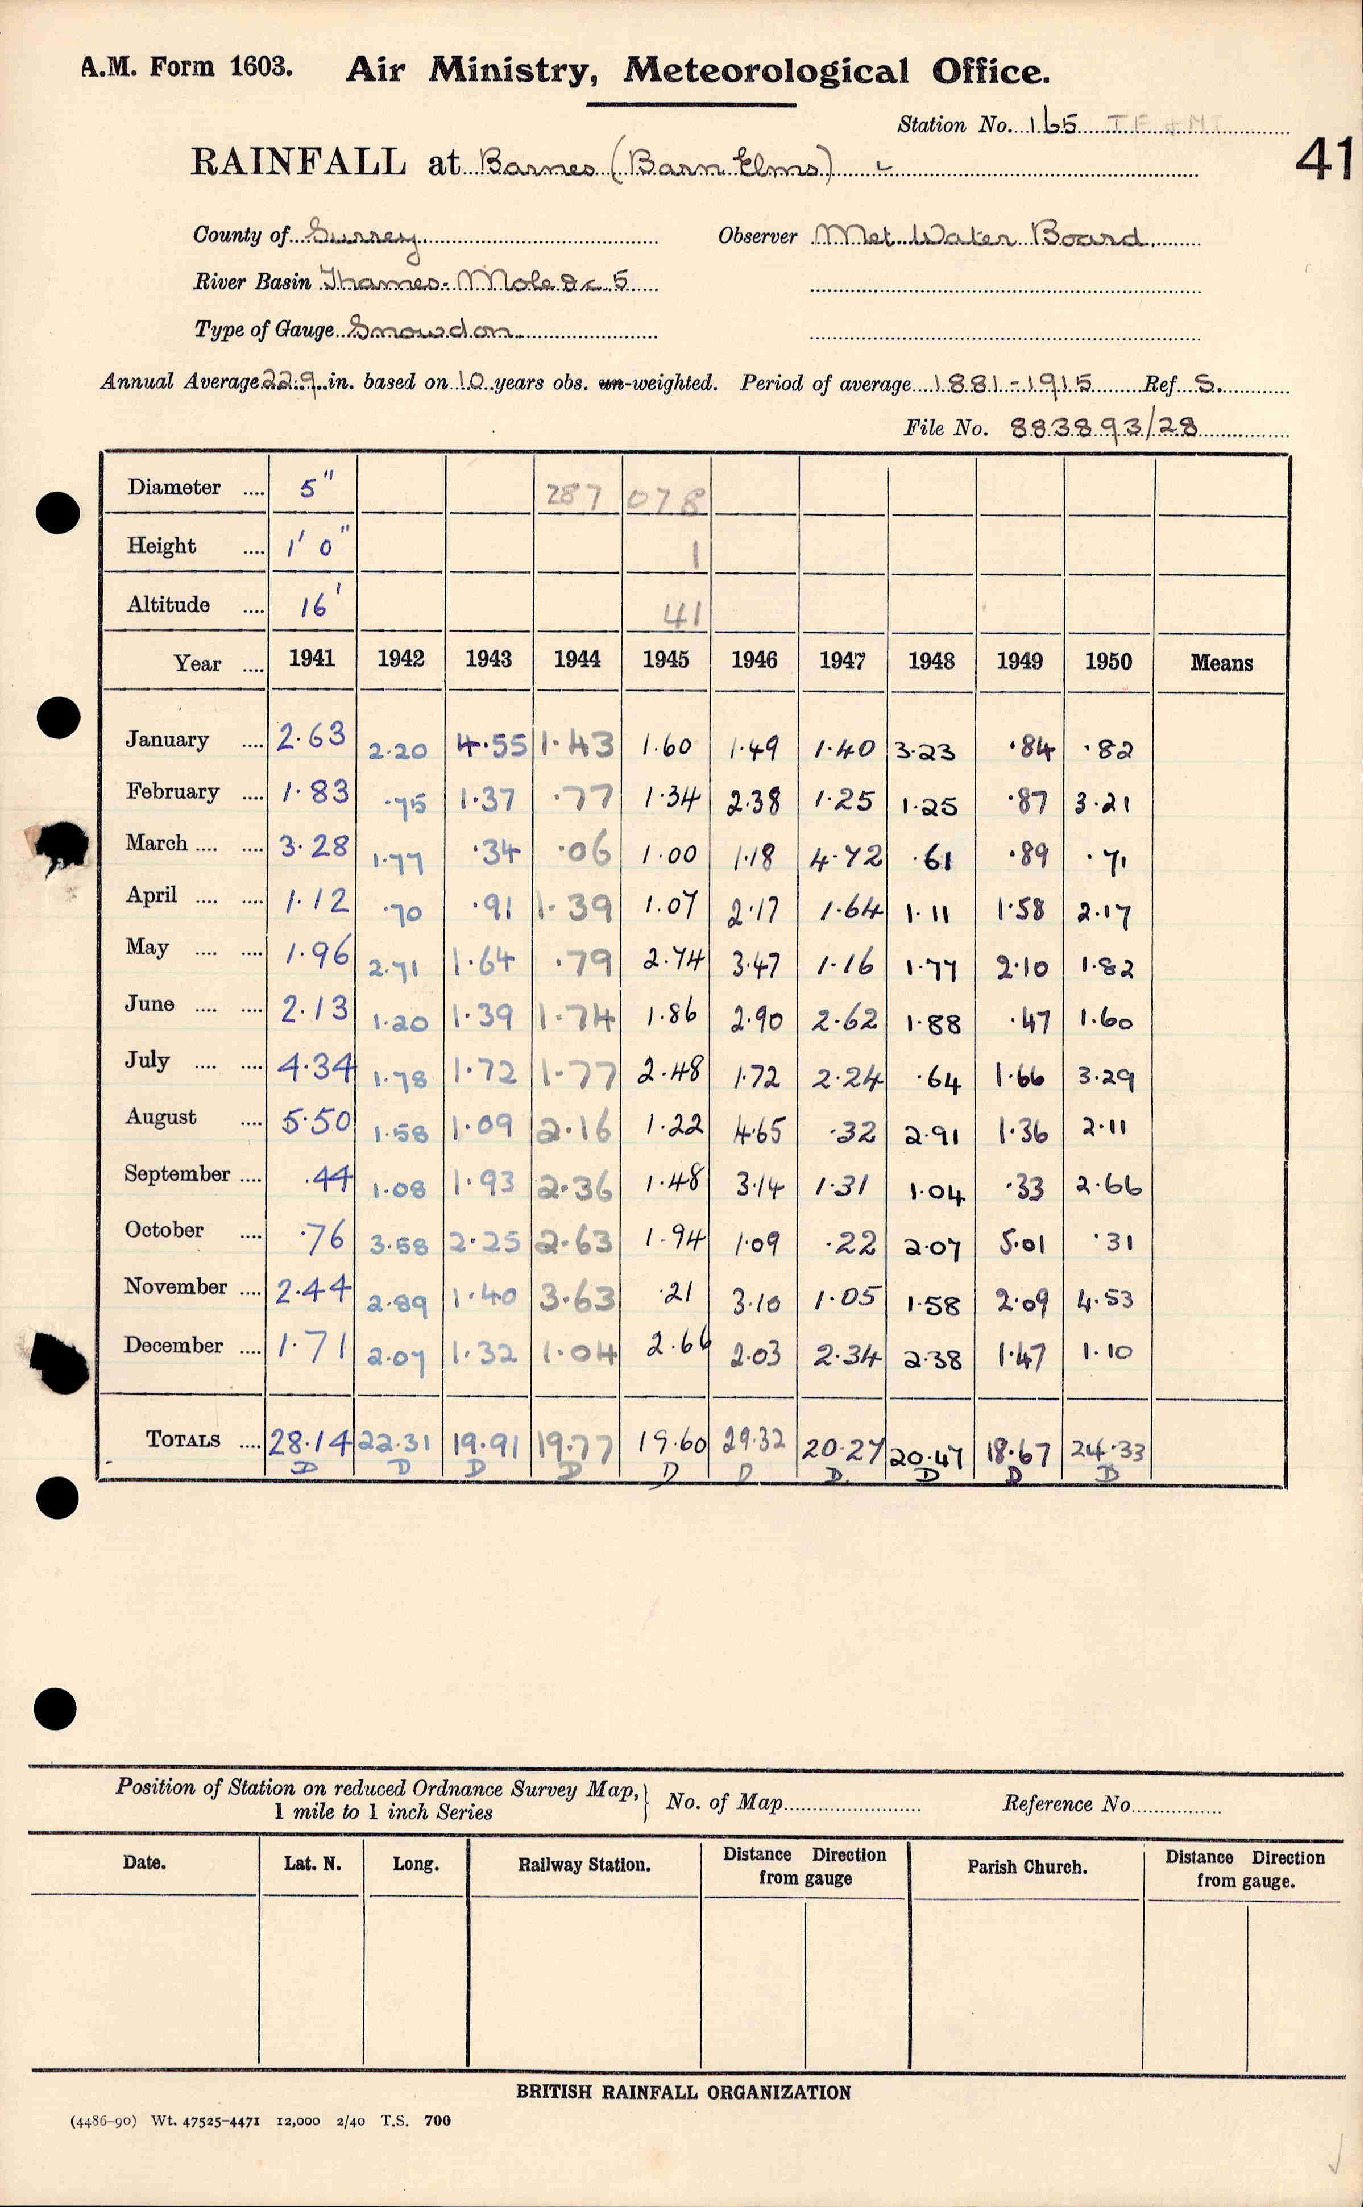 A.M. Form 1603. Air Ministry, Meteorological Office.
Station No. 165
RAINFALL at Barnes (Barn Elms)
41
County of Surrey Observer Met. Water Board.
River Basin Thames-Mole &c 5
Type of Gauge Snowdon
Annual Average 22.9 in. based on 10 years obs. un-weighted. Period of average 1881-1915 Ref S.
File No. 883893/28
Diameter .... 5" 287 078
Height .... 1' 0" 1
Altitude .... 16' 41
Year .... 1941 1942 1943 1944 1945 1946 1947 1948 1949 1950 Means
January .... 2.63 2.20 4.55 1.43 1.60 1.49 1.40 3.23 .84 .82
February .... 1.83 .75 1.37 .77 1.34 2.38 1.25 1.25 .87 3.21
March .... .... 3.28 1.77 .34 .06 1.00 1.18 4.72 .61 .89 .71
April .... .... 1.12 .70 .91 1.39 1.07 2.17 1.64 1.11 1.58 2.17
May .... .... 1.96 2.71 1.64 .79 2.74 3.47 1.16 1.77 2.10 1.82
June .... .... 2.13 1.20 1.39 1.74 1.86 2.90 2.62 1.88 .47 1.60
July .... .... 4.34 1.78 1.72 1.77 2.48 1.72 2.24 .64 1.66 3.29
August .... 5.50 1.58 1.09 2.16 1.22 4.65 .32 2.91 1.36 2.11
September .... .44 1.08 1.93 2.36 1.48 3.14 1.31 1.04 .33 2.66
October .... .76 3.58 2.25 2.63 1.94 1.09 .22 2.07 5.01 .31
November .... 2.44 2.89 1.40 3.63 .21 3.10 1.05 1.58 2.09 4.53
December .... 1.71 2.07 1.32 1.04 2.66 2.03 2.34 2.38 1.47 1.10
TOTALS .... 28.14 22.31 19.91 19.77 19.60 29.32 20.27 20.47 18.67 24.33
D D D D D D D. D D D
Position of Station on reduced Ordnance Survey Map, 1 mile to 1 inch Series } No. of Map Reference No
Date. Lat. N. Long. Railway Station. Distance Direction from gauge Parish Church. Distance Direction from gauge.
BRITISH RAINFALL ORGANIZATION
(4486-90) Wt. 47525-4471 12,000 2/40 T.S. 700